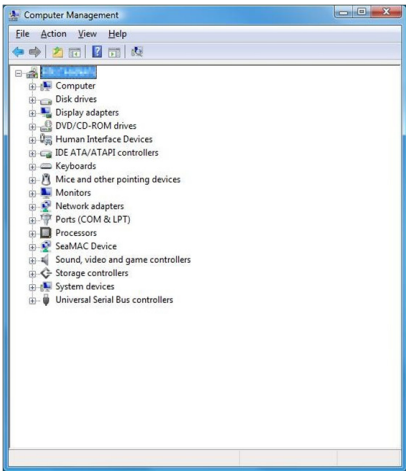 Computer Management
File Action View Help
Computer
Disk drives
Display adapters
DVD/CD-ROM drives
Human Interface Devices
IDE ATA/ATAPI controllers
Keyboards
Mice and other pointing devices
Monitors
Network adapters
Ports (COM & LPT)
Processors
SeaMAC Device
Sound, video and game controllers
Storage controllers
System devices
Universal Serial Bus controllers